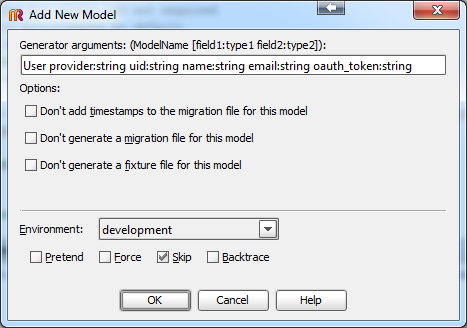 Add New Model
Generator arguments: (ModelName [field1:type1 field2:type2]):
User provider:string uid:string name:string email:string oauth_token:string
Options:
Don't add timestamps to the migration file for this model
Don't generate a migration file for this model
Don't generate a fixture file for this model
Environment: development
Pretend Force Skip Backtrace
OK Cancel Help